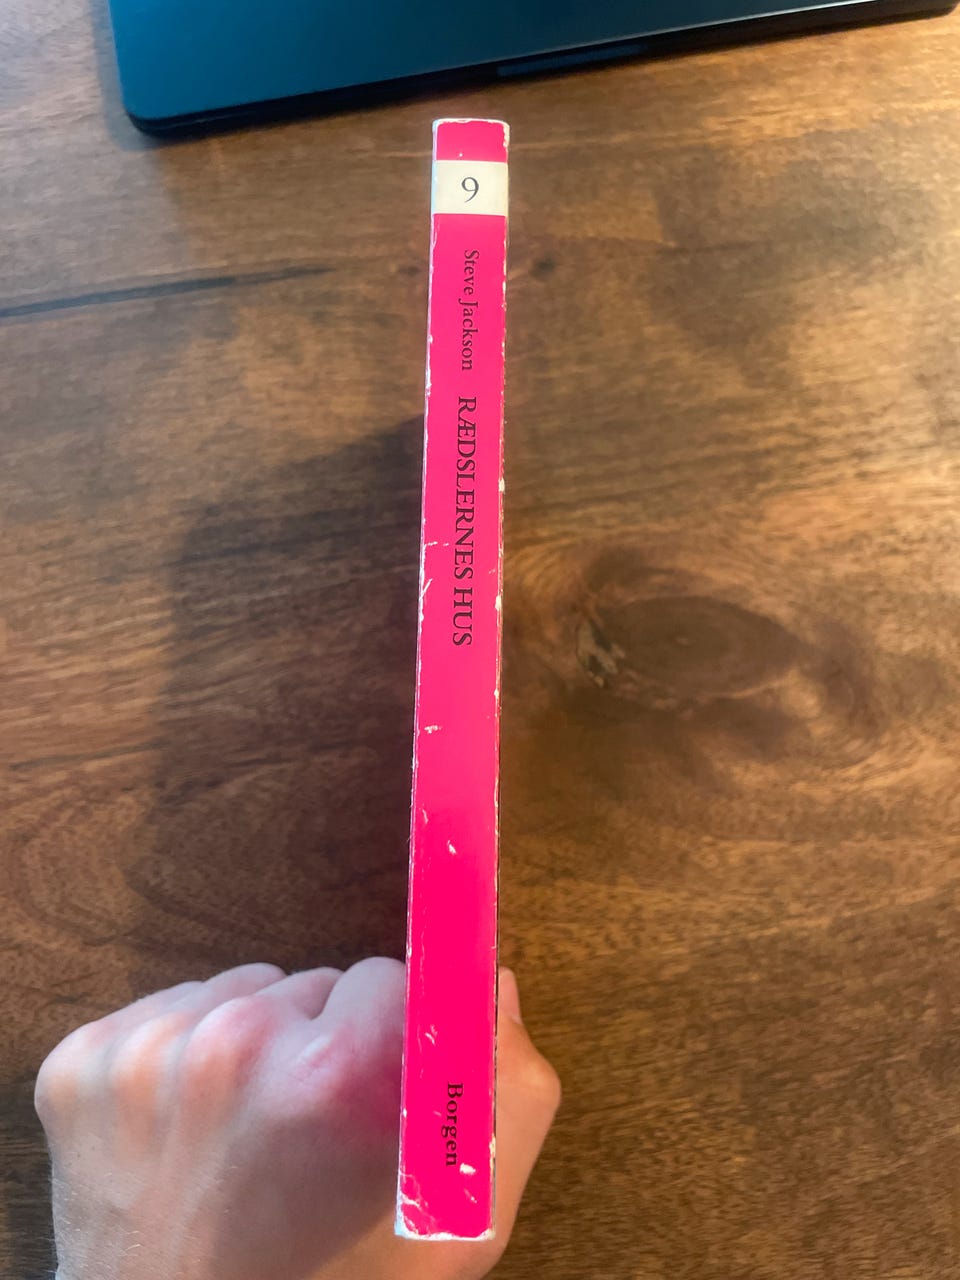 9
Steve Jackson RÆDSLERNES HUS
Borgen